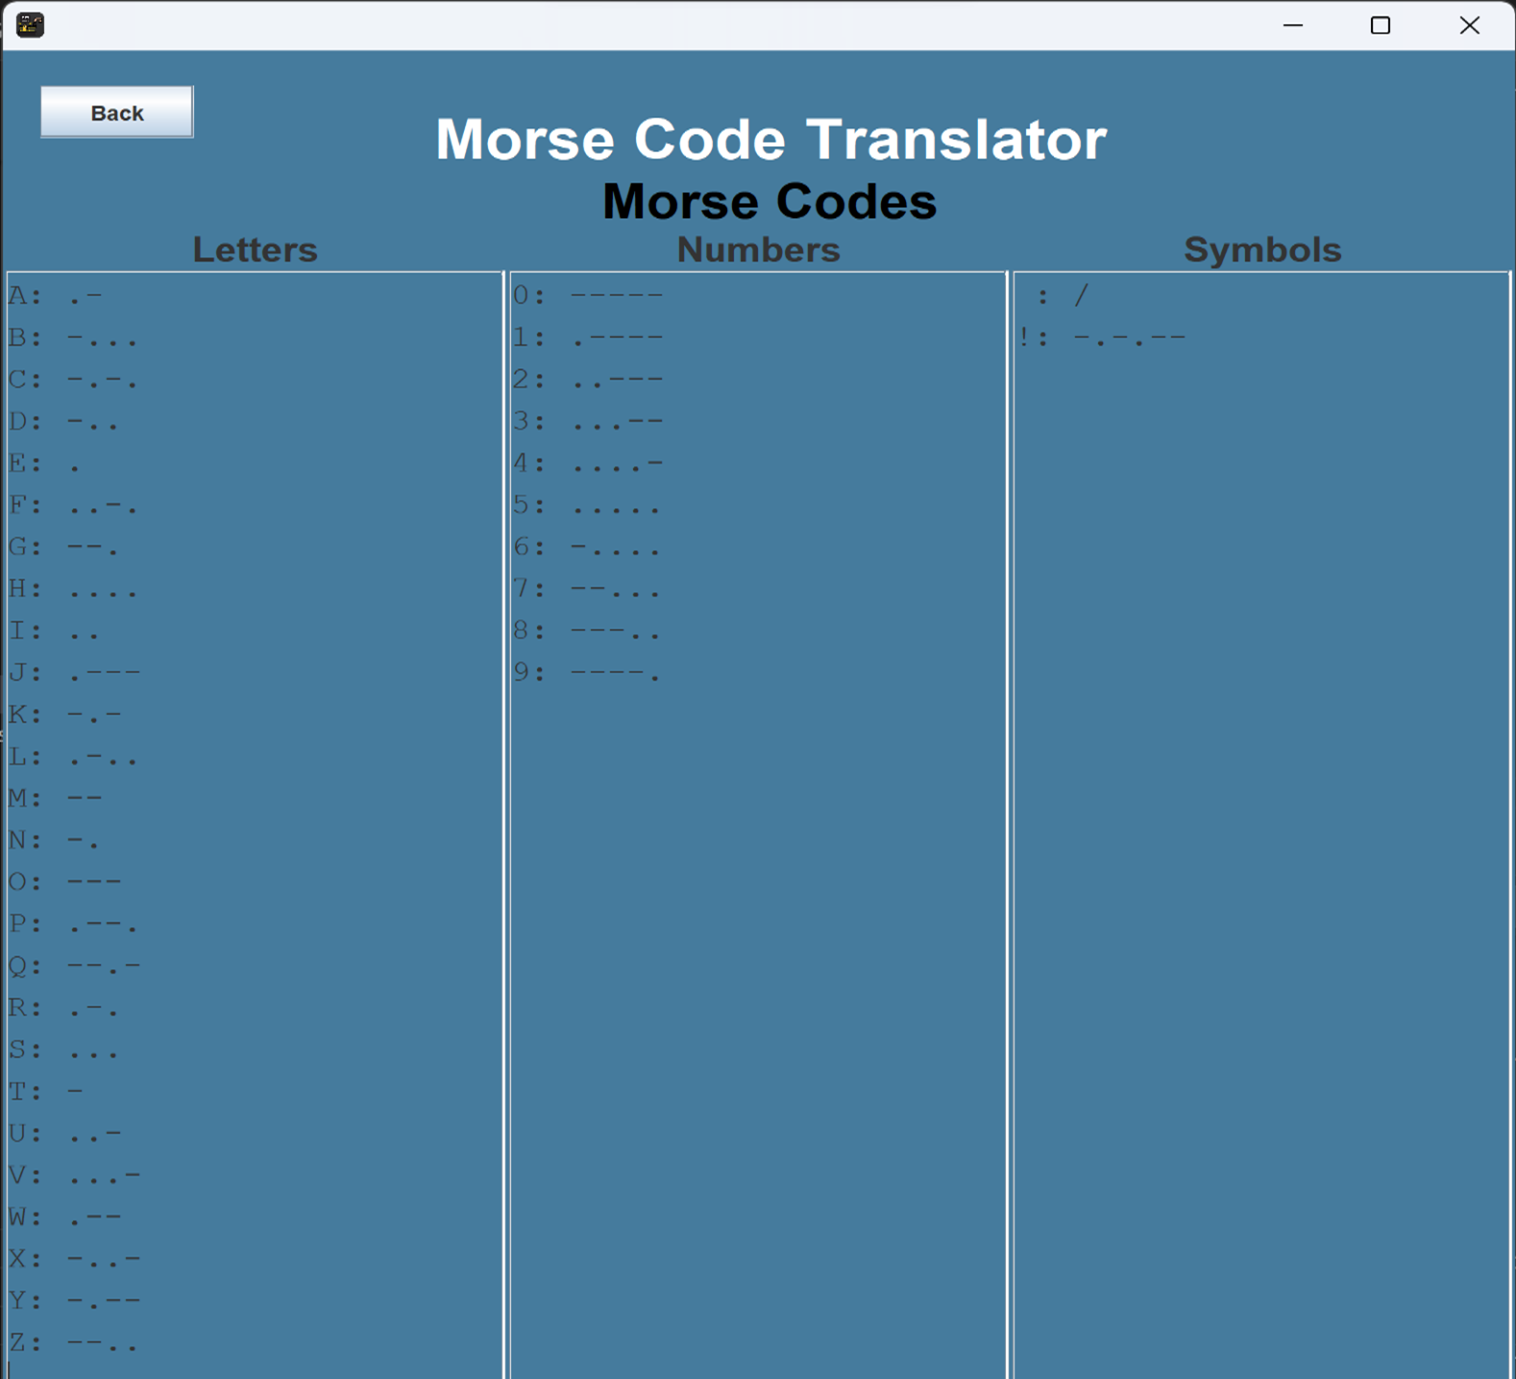 Back
Morse Code Translator
Morse Codes
Letters
A: .-
B: -...
C: -.-.
D: -..
E: .
F: ..-.
G: --.
H: ....
I: ..
J: .---
K: -.-
L: .-..
M: --
N: -.
O: ---
P: .--.
Q: --.-
R: .-.
S: ...
T: -
U: ..-
V: ...-
W: .--
X: -..-
Y: -.--
Z: --..
Numbers
0: -----
1: .----
2: ..---
3: ...--
4: ....-
5: .....
6: -....
7: --...
8: ---..
9: ----.
Symbols
 : /
!: -.-.--